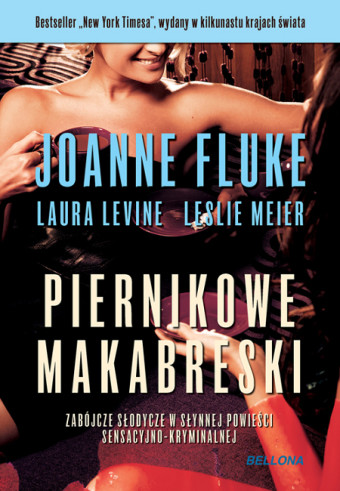 Bestseller „New York Timesa”, wydany w kilkunastu krajach świata
JOANNE FLUKE
LAURA LEVINE LESLIE MEIER
PIERNIKOWE
MAKABRESKI
ZABÓJCZE SŁODYCZE W SŁYNNEJ POWIEŚCI
SENSACYJNO-KRYMINALNEJ
BELLONA